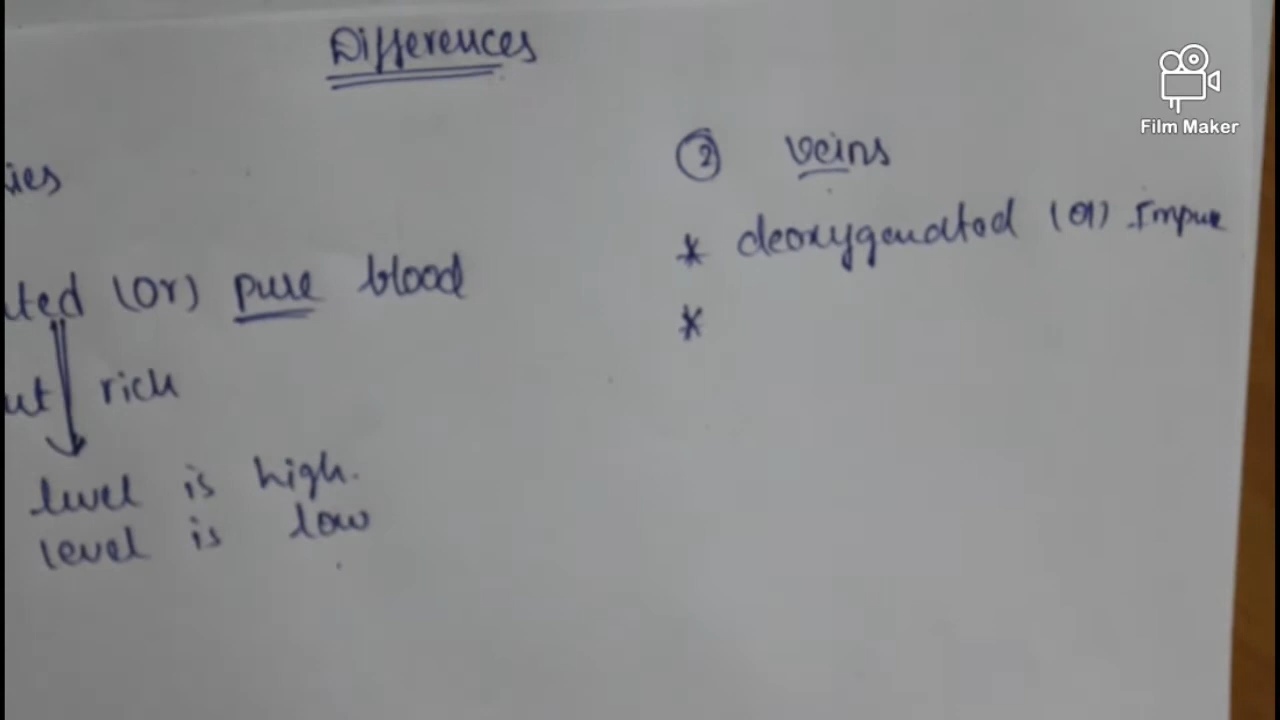 Differences
Film Maker
ies
② Veins
* deoxygenated (or) Impure
ted (Or) pure blood
*
rich
level is high.
level is low